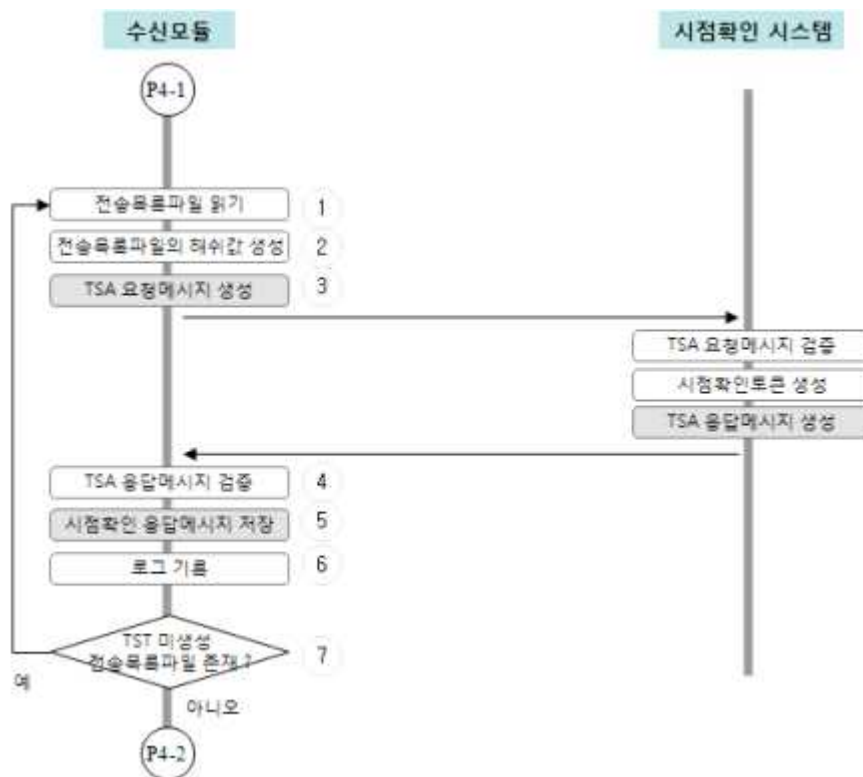 수신모듈
시점확인 시스템
P4-1
전송목록파일 읽기
1
전송목록파일의 해쉬값 생성
2
TSA 요청메시지 생성
3
TSA 요청메시지 검증
시점확인토큰 생성
TSA 응답메시지 생성
TSA 응답메시지 검증
4
시점확인 응답메시지 저장
5
로그 기록
6
TST 미생성
전송목록파일 존재 ?
7
예
아니오
P4-2